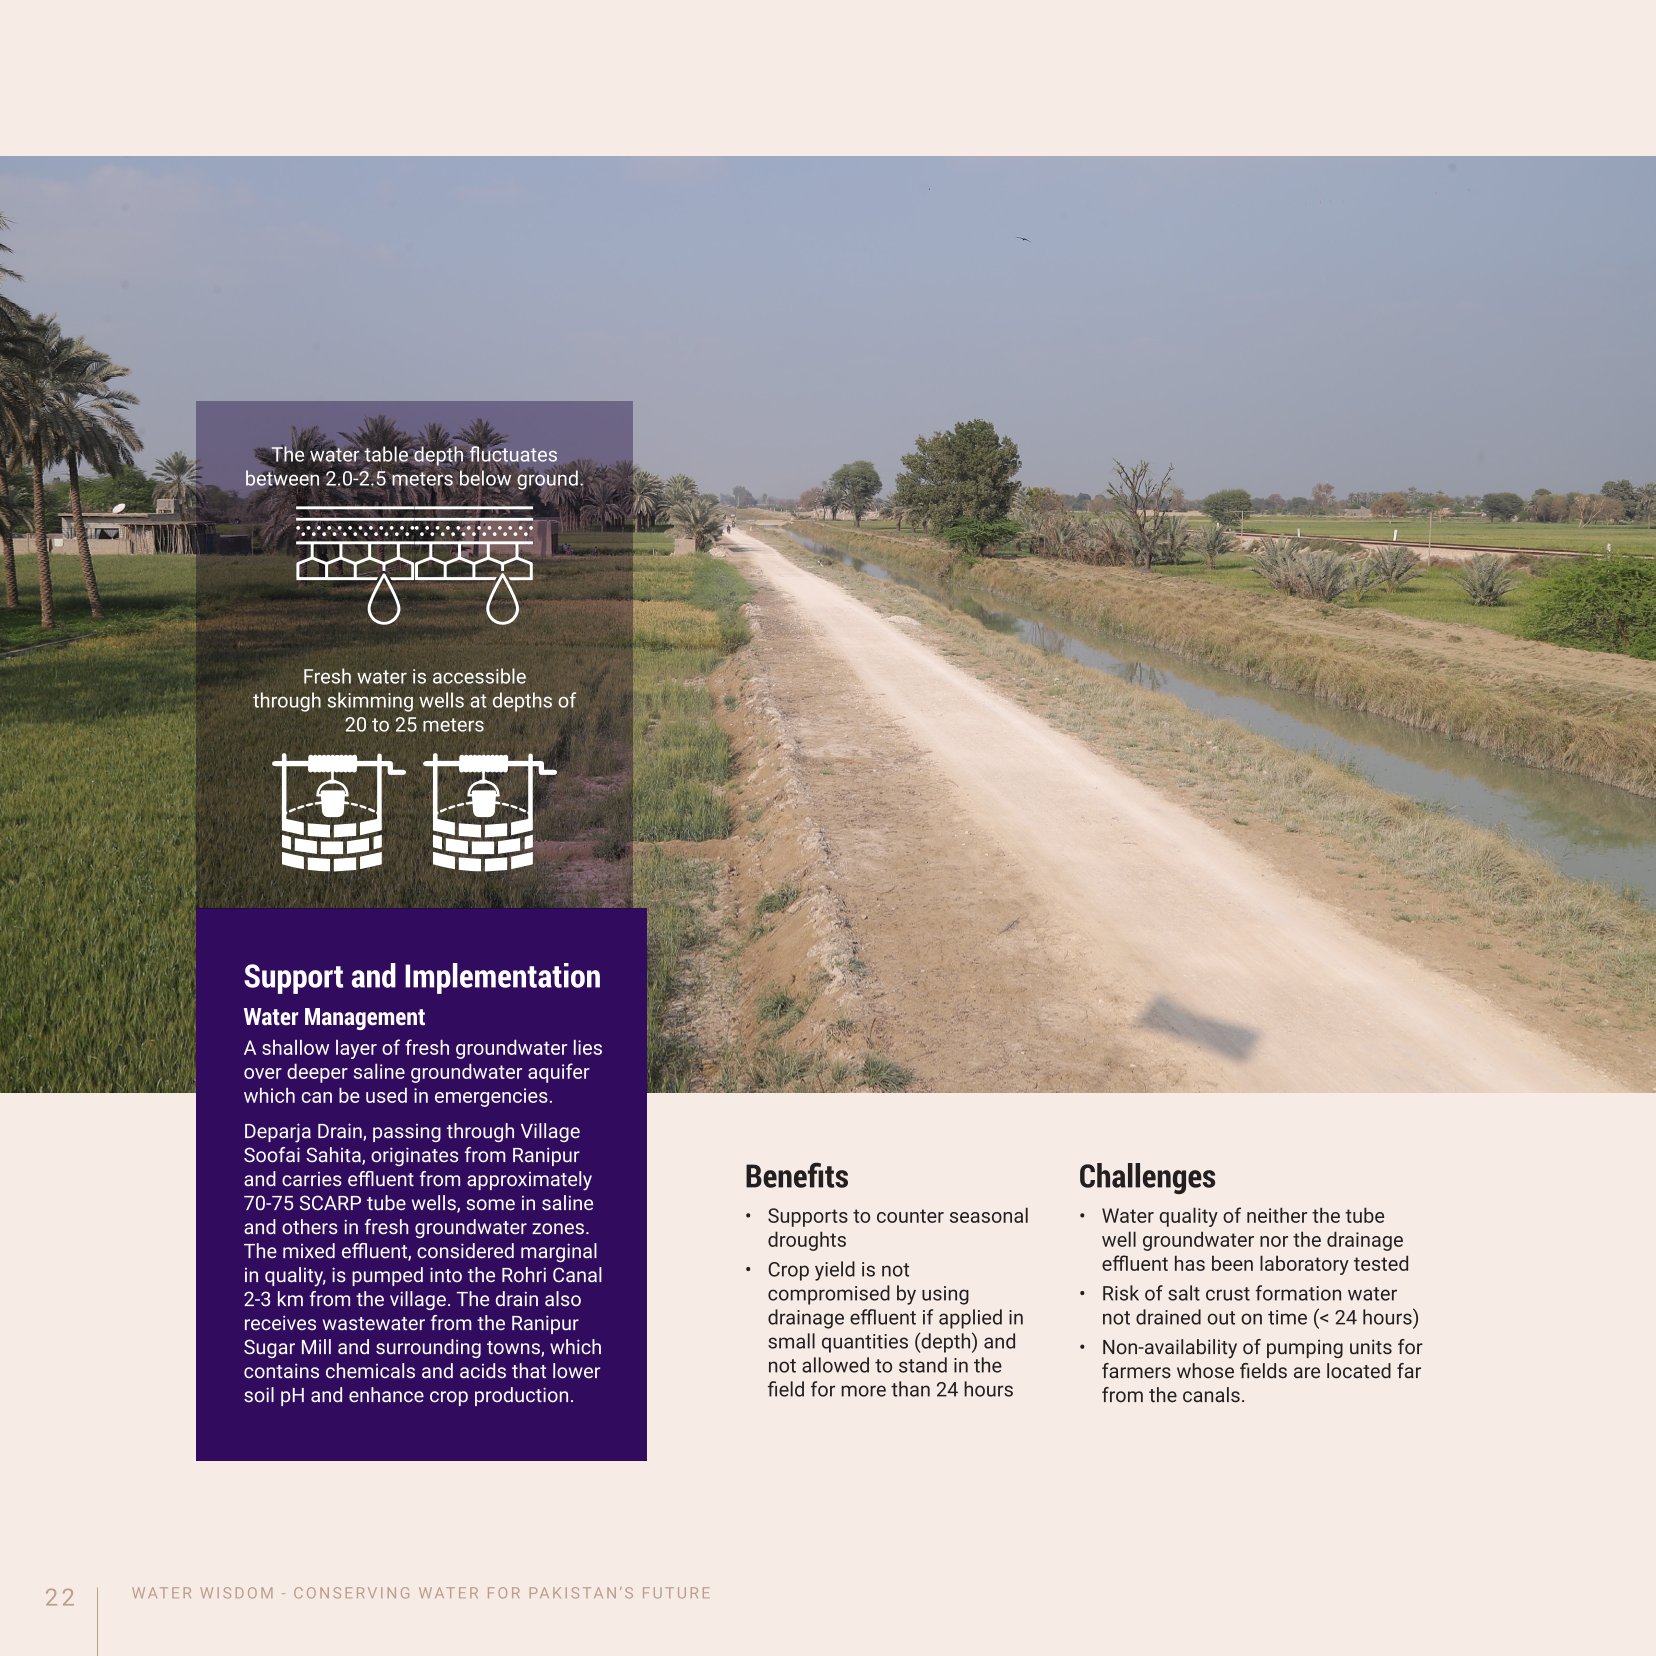 The water table depth fluctuates
between 2.0-2.5 meters below ground.
Fresh water is accessible
through skimming wells at depths of
20 to 25 meters
Support and Implementation
Water Management
A shallow layer of fresh groundwater lies
over deeper saline groundwater aquifer
which can be used in emergencies.
Deparja Drain, passing through Village
Soofai Sahita, originates from Ranipur
and carries effluent from approximately
70-75 SCARP tube wells, some in saline
and others in fresh groundwater zones.
The mixed effluent, considered marginal
in quality, is pumped into the Rohri Canal
2-3 km from the village. The drain also
receives wastewater from the Ranipur
Sugar Mill and surrounding towns, which
contains chemicals and acids that lower
soil pH and enhance crop production.
Benefits
• Supports to counter seasonal
droughts
• Crop yield is not
compromised by using
drainage effluent if applied in
small quantities (depth) and
not allowed to stand in the
field for more than 24 hours
Challenges
• Water quality of neither the tube
well groundwater nor the drainage
effluent has been laboratory tested
• Risk of salt crust formation water
not drained out on time (< 24 hours)
• Non-availability of pumping units for
farmers whose fields are located far
from the canals.
22
WATER WISDOM - CONSERVING WATER FOR PAKISTAN'S FUTURE